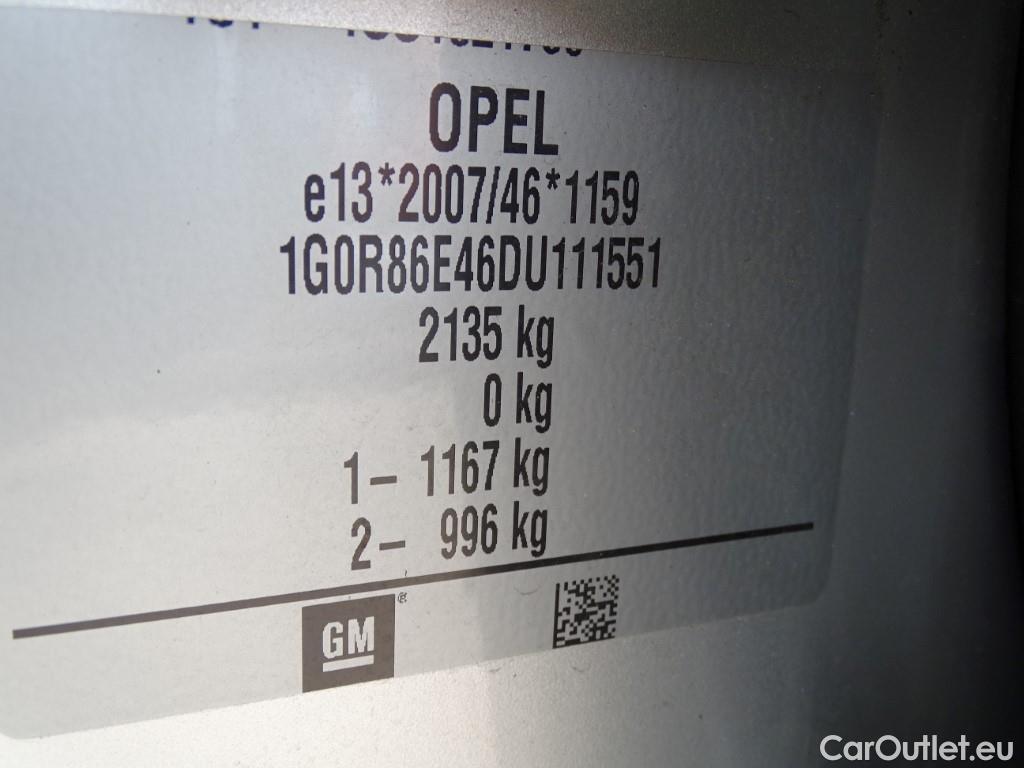 OPEL
e13*2007/46*1159
1G0R86E46DU111551
2135 kg
0 kg
1– 1167 kg
2– 996 kg
GM
®
CarOutlet.eu